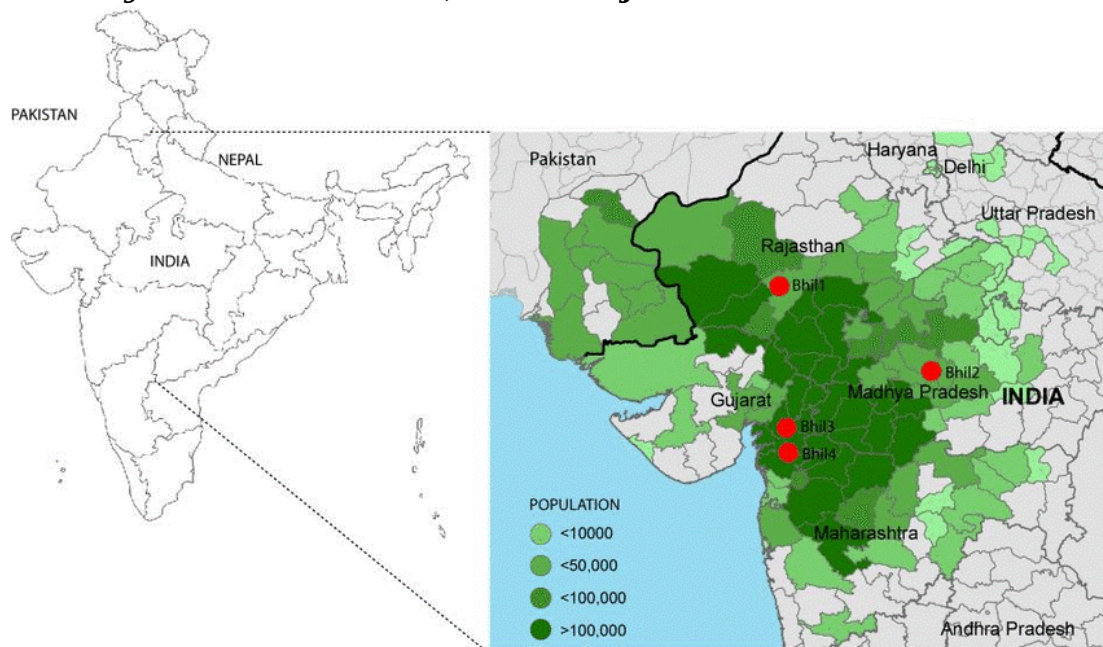 PAKISTAN
NEPAL
INDIA
Pakistan
Haryana
Delhi
Uttar Pradesh
Rajasthan
Bhil1
Bhil2
Madhya Pradesh
INDIA
Gujarat
Bhil3
Bhil4
POPULATION
<10000
<50,000
<100,000
>100,000
Maharashtra
Andhra Pradesh